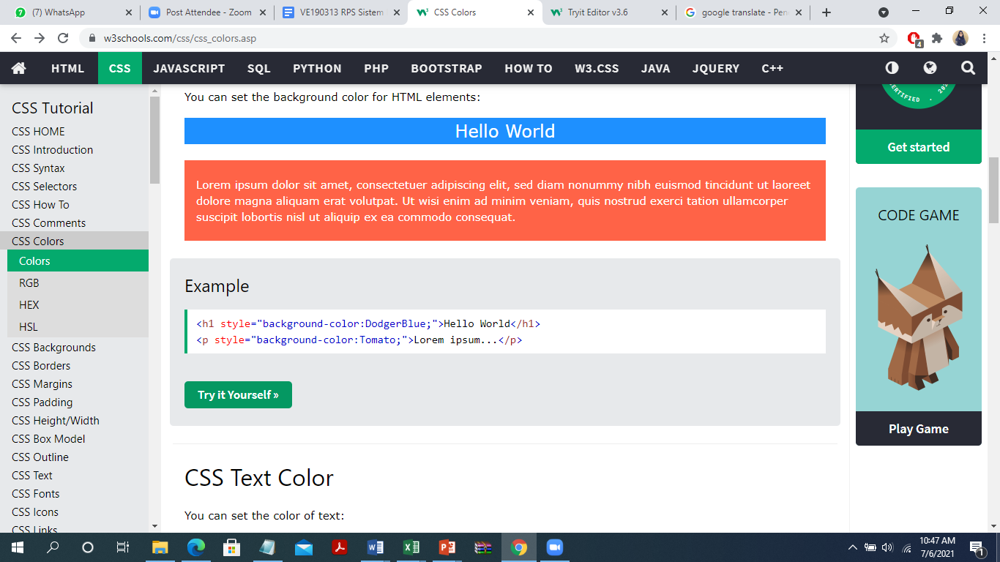 (7) WhatsApp
Post Attendee - Zoom
VE190313 RPS Sistem
CSS Colors
Tryit Editor v3.6
google translate - Pen
w3schools.com/css/css_colors.asp
4
HTML CSS JAVASCRIPT SQL PYTHON PHP BOOTSTRAP HOW TO W3.CSS JAVA JQUERY C++
CSS Tutorial
CSS HOME
CSS Introduction
CSS Syntax
CSS Selectors
CSS How To
CSS Comments
CSS Colors
Colors
RGB
HEX
HSL
CSS Backgrounds
CSS Borders
CSS Margins
CSS Padding
CSS Height/Width
CSS Box Model
CSS Outline
CSS Text
CSS Fonts
CSS Icons
CSS Links
You can set the background color for HTML elements:
Hello World
Lorem ipsum dolor sit amet, consectetuer adipiscing elit, sed diam nonummy nibh euismod tincidunt ut laoreet
dolore magna aliquam erat volutpat. Ut wisi enim ad minim veniam, quis nostrud exerci tation ullamcorper
suscipit lobortis nisl ut aliquip ex ea commodo consequat.
Example
<h1 style="background-color:DodgerBlue;">Hello World</h1>
<p style="background-color:Tomato;">Lorem ipsum...</p>
Try it Yourself »
CSS Text Color
You can set the color of text:
Get started
CODE GAME
Play Game
10:47 AM
7/6/2021
1